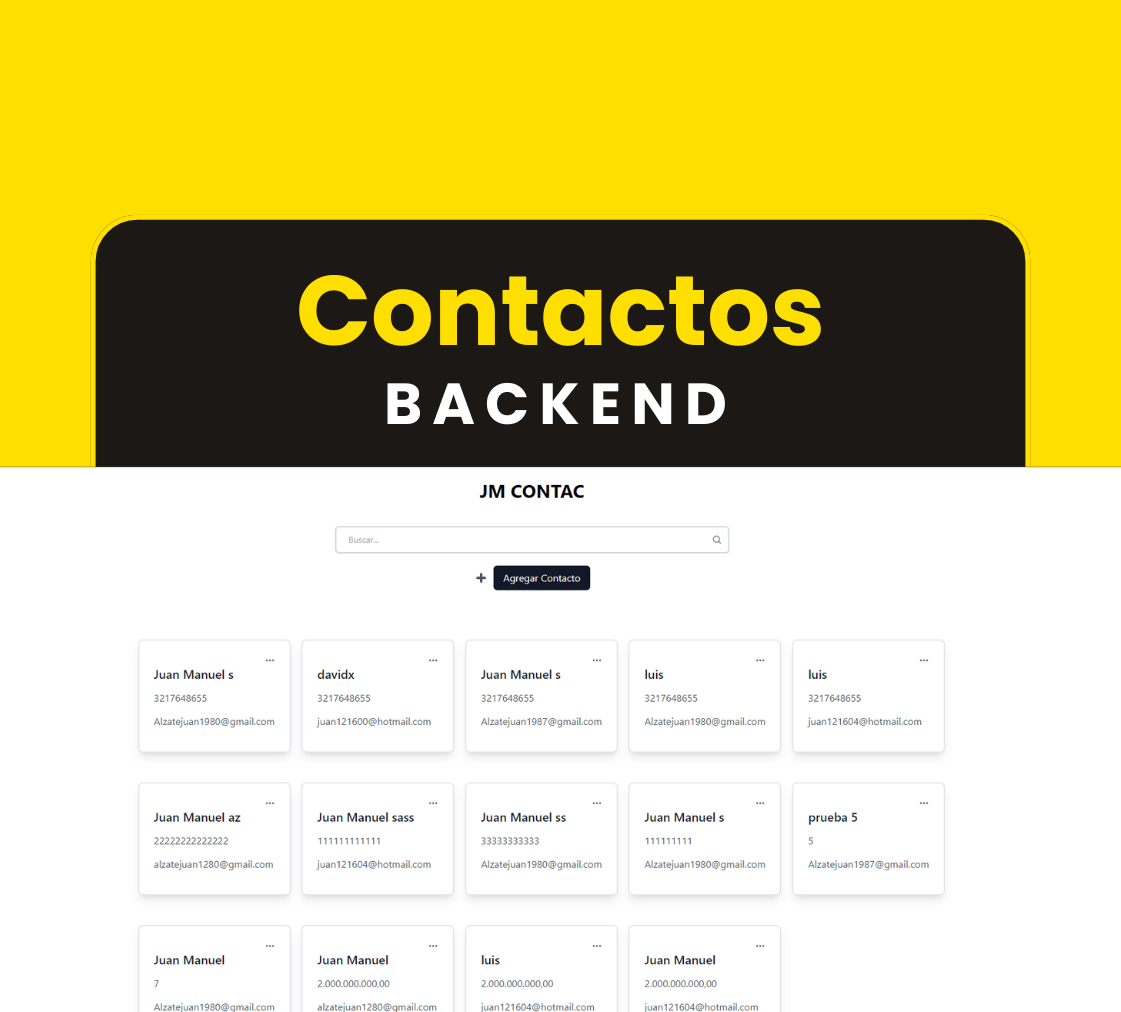 Contactos
BACKEND
JM CONTAC
Buscar...
Agregar Contacto
Juan Manuel s
3217648655
Alzatejuan1980@gmail.com
davidx
3217648655
juan121600@hotmail.com
Juan Manuel s
3217648655
Alzatejuan1987@gmail.com
luis
3217648655
Alzatejuan1980@gmail.com
luis
3217648655
juan121604@hotmail.com
Juan Manuel az
22222222222222
alzatejuan1280@gmail.com
Juan Manuel sass
111111111111
juan121604@hotmail.com
Juan Manuel ss
33333333333
Alzatejuan1980@gmail.com
Juan Manuel s
111111111
Alzatejuan1980@gmail.com
prueba 5
5
Alzatejuan1987@gmail.com
Juan Manuel
7
Alzatejuan1980@gmail.com
Juan Manuel
2.000.000.000,00
alzatejuan1280@gmail.com
luis
2.000.000.000,00
juan121604@hotmail.com
Juan Manuel
2.000.000.000,00
juan121604@hotmail.com